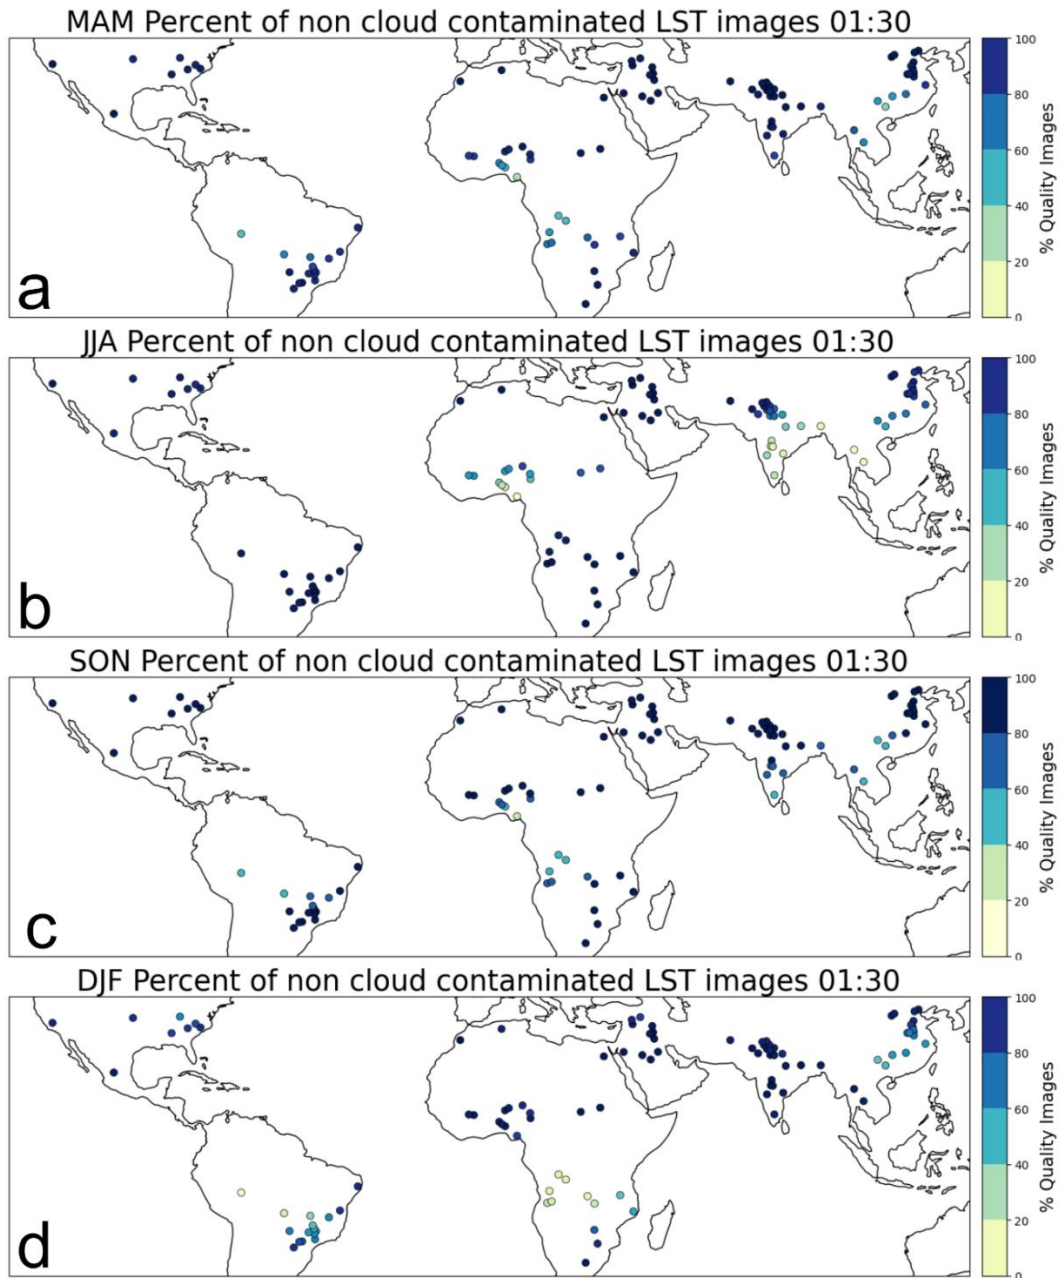 MAM Percent of non cloud contaminated LST images 01:30
100
80
60
40
20
0
% Quality Images
a
JJA Percent of non cloud contaminated LST images 01:30
100
80
60
40
20
0
% Quality Images
b
SON Percent of non cloud contaminated LST images 01:30
100
80
60
40
20
0
% Quality Images
c
DJF Percent of non cloud contaminated LST images 01:30
100
80
60
40
20
0
% Quality Images
d